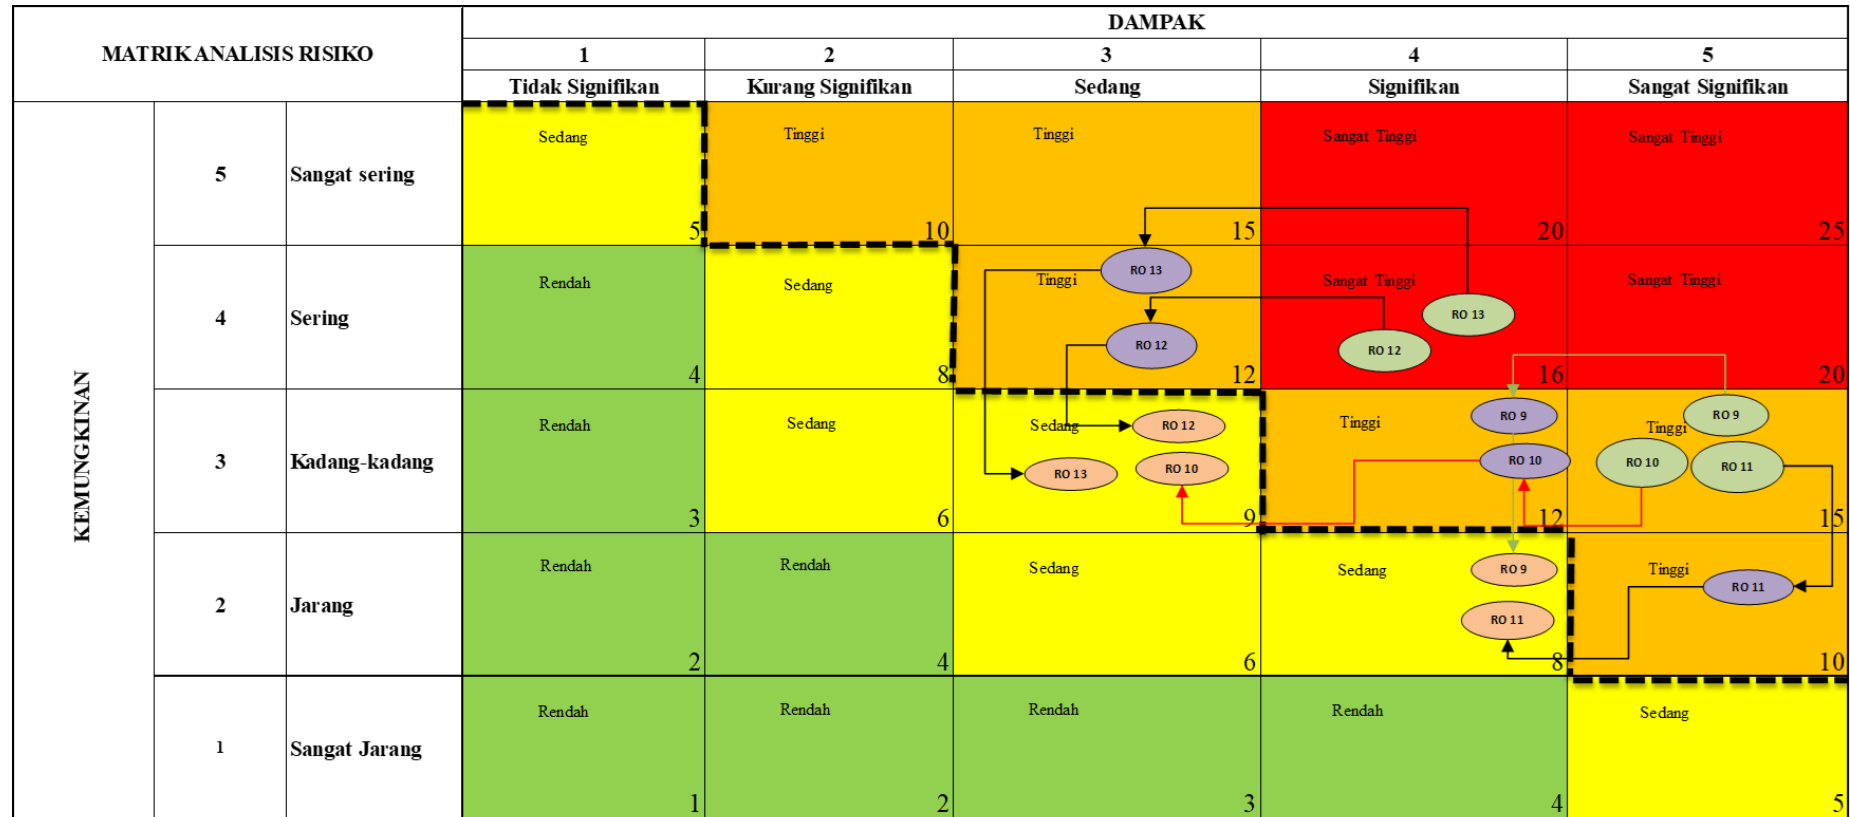 MATRIK ANALISIS RISIKO
DAMPAK
1 2 3 4 5
Tidak Signifikan Kurang Signifikan Sedang Signifikan Sangat Signifikan
KEMUNGKINAN
5 Sangat sering
Sedang Tinggi Tinggi Sangat Tinggi Sangat Tinggi
5 10 15 20 25
4 Sering
Rendah Sedang Tinggi Sangat Tinggi Sangat Tinggi
RO 13 RO 13
RO 12 RO 12
4 8 12 16 20
3 Kadang-kadang
Rendah Sedang Sedang Tinggi Tinggi
RO 12 RO 9 RO 9
RO 13 RO 10 RO 10 RO 10 RO 11
3 6 9 12 15
2 Jarang
Rendah Rendah Sedang Sedang Tinggi
RO 9 RO 11
RO 11
2 4 6 8 10
1 Sangat Jarang
Rendah Rendah Rendah Rendah Sedang
1 2 3 4 5